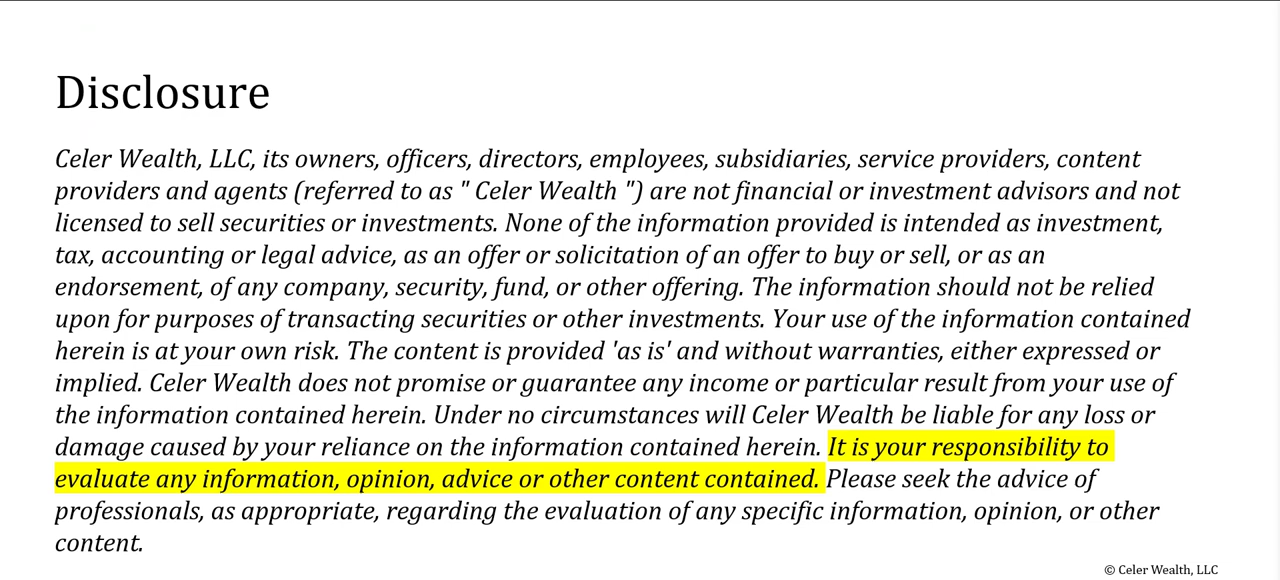 Disclosure
Celer Wealth, LLC, its owners, officers, directors, employees, subsidiaries, service providers, content
providers and agents (referred to as " Celer Wealth ") are not financial or investment advisors and not
licensed to sell securities or investments. None of the information provided is intended as investment,
tax, accounting or legal advice, as an offer or solicitation of an offer to buy or sell, or as an
endorsement, of any company, security, fund, or other offering. The information should not be relied
upon for purposes of transacting securities or other investments. Your use of the information contained
herein is at your own risk. The content is provided 'as is' and without warranties, either expressed or
implied. Celer Wealth does not promise or guarantee any income or particular result from your use of
the information contained herein. Under no circumstances will Celer Wealth be liable for any loss or
damage caused by your reliance on the information contained herein. It is your responsibility to
evaluate any information, opinion, advice or other content contained. Please seek the advice of
professionals, as appropriate, regarding the evaluation of any specific information, opinion, or other
content.
© Celer Wealth, LLC